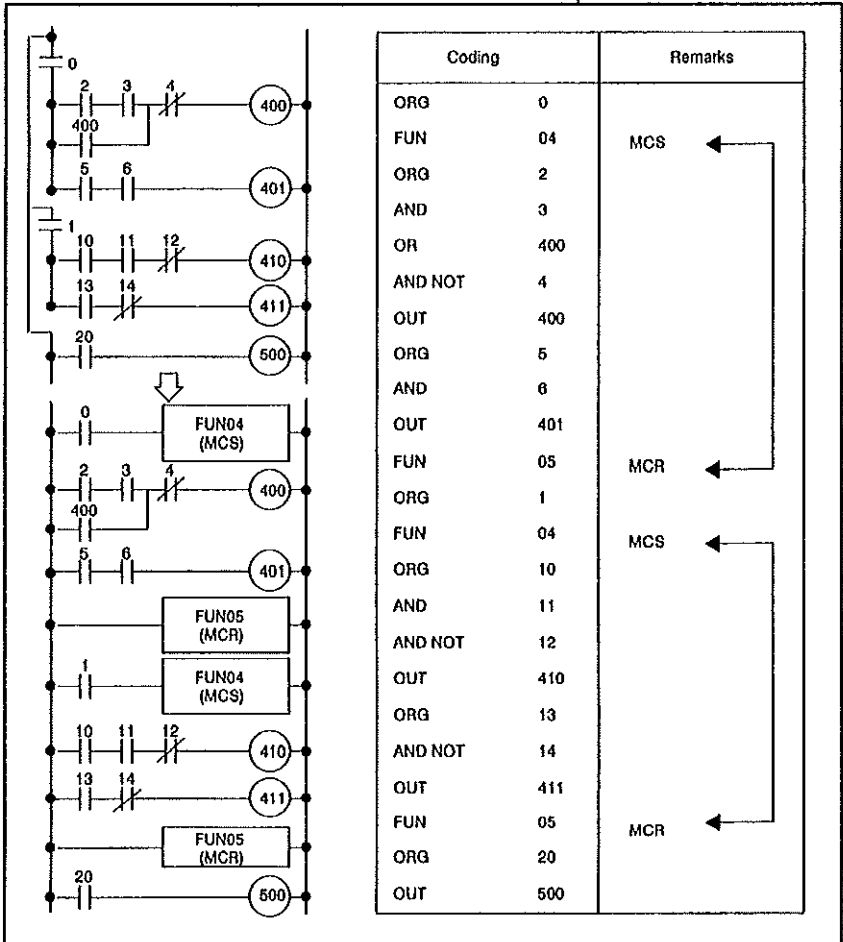 0
2 3 4
400
400
5 6
401
1
10 11 12
410
13 14
411
20
500
0
FUN04
(MCS)
2 3 4
400
400
5 6
401
FUN05
(MCR)
1
FUN04
(MCS)
10 11 12
410
13 14
411
FUN05
(MCR)
20
500
Coding Remarks
ORG 0
FUN 04 MCS
ORG 2
AND 3
OR 400
AND NOT 4
OUT 400
ORG 5
AND 6
OUT 401
FUN 05 MCR
ORG 1
FUN 04 MCS
ORG 10
AND 11
AND NOT 12
OUT 410
ORG 13
AND NOT 14
OUT 411
FUN 05 MCR
ORG 20
OUT 500